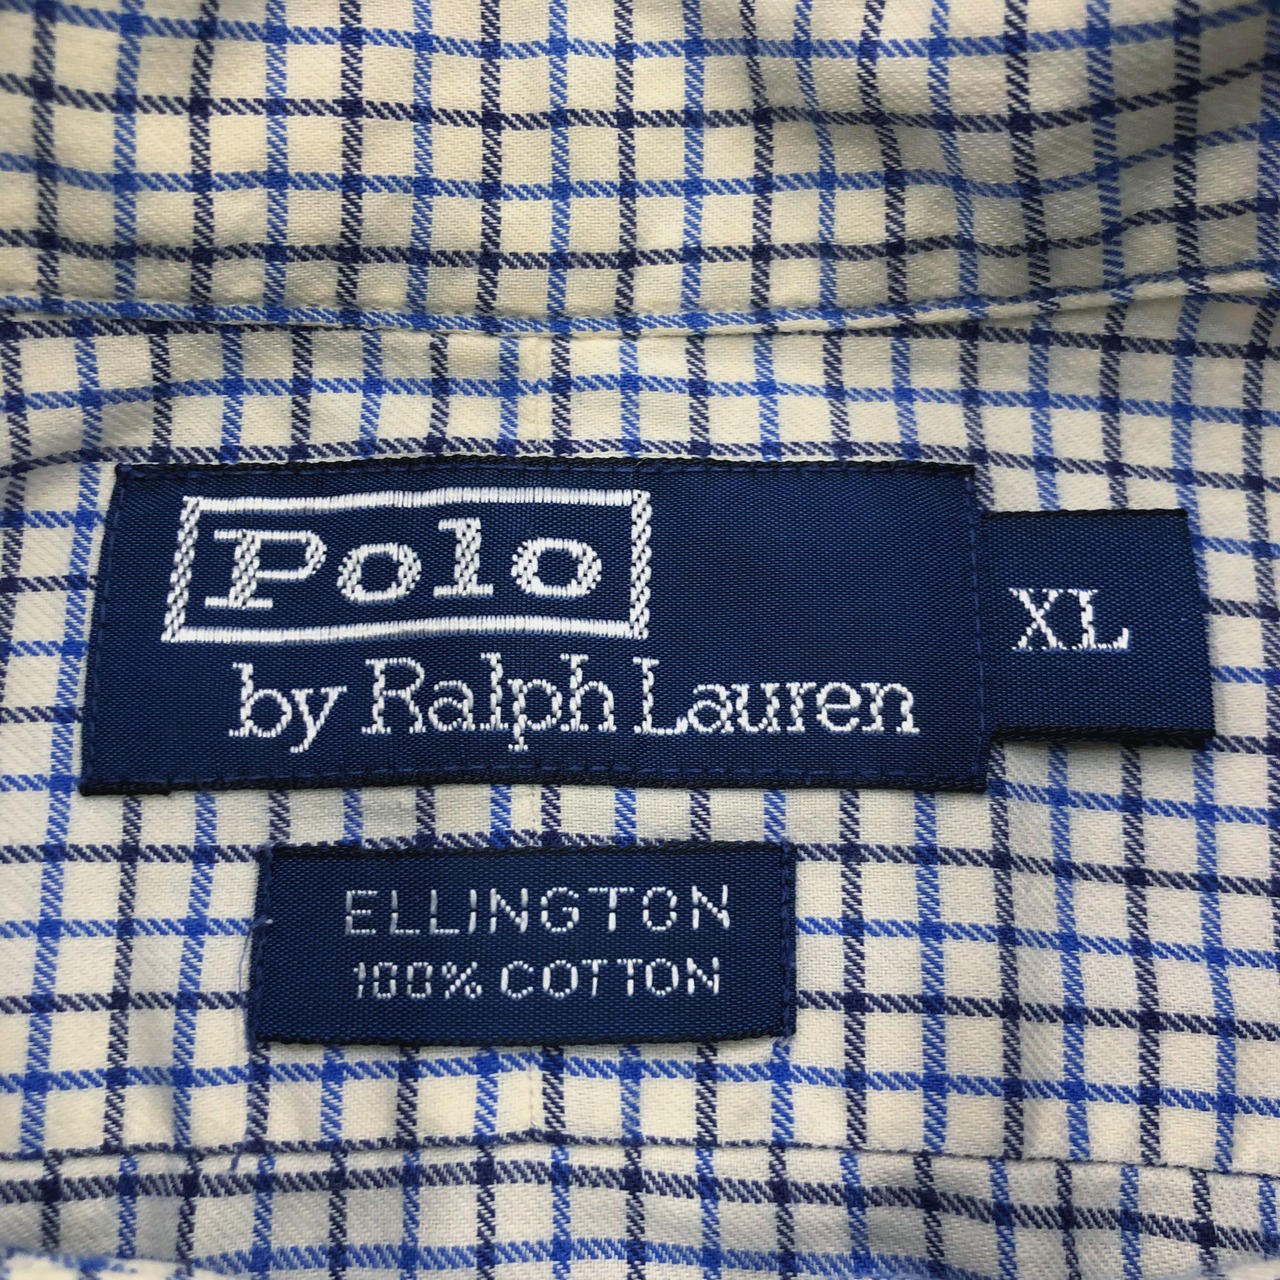 Polo
by Ralph Lauren
XL
ELLINGTON
100% COTTON